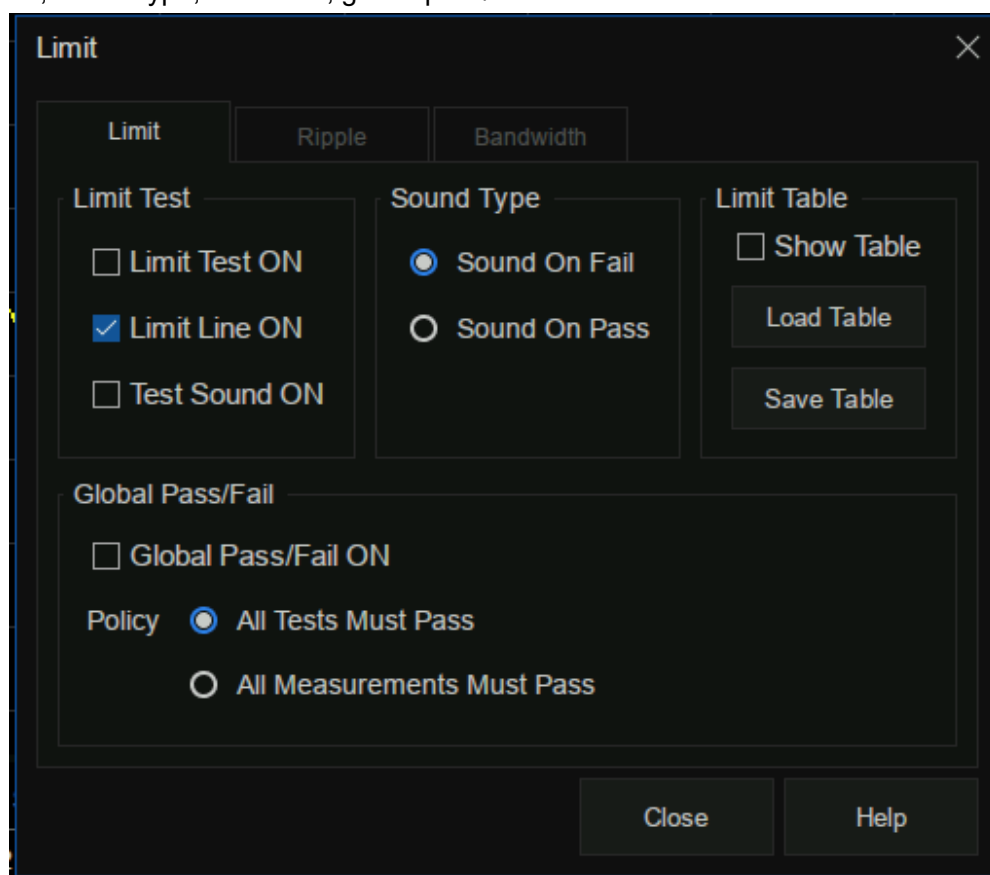 Limit
Limit Ripple Bandwidth
Limit Test
Limit Test ON
Limit Line ON
Test Sound ON
Sound Type
Sound On Fail
Sound On Pass
Limit Table
Show Table
Load Table
Save Table
Global Pass/Fail
Global Pass/Fail ON
Policy All Tests Must Pass
All Measurements Must Pass
Close Help